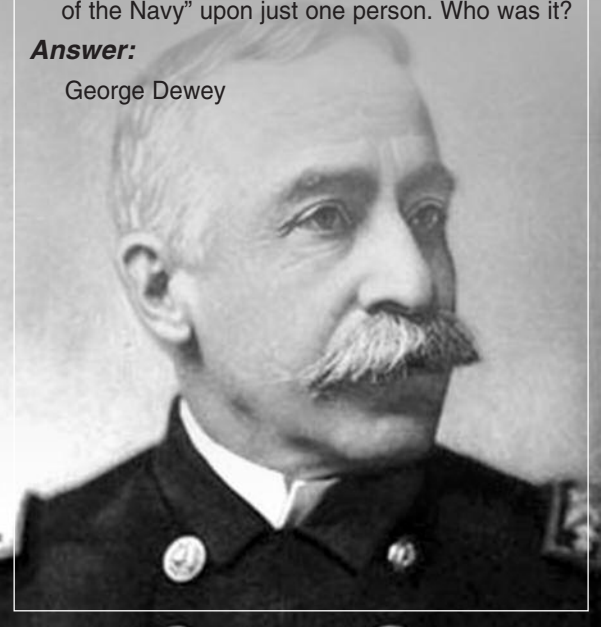 of the Navy” upon just one person. Who was it?
Answer:
George Dewey